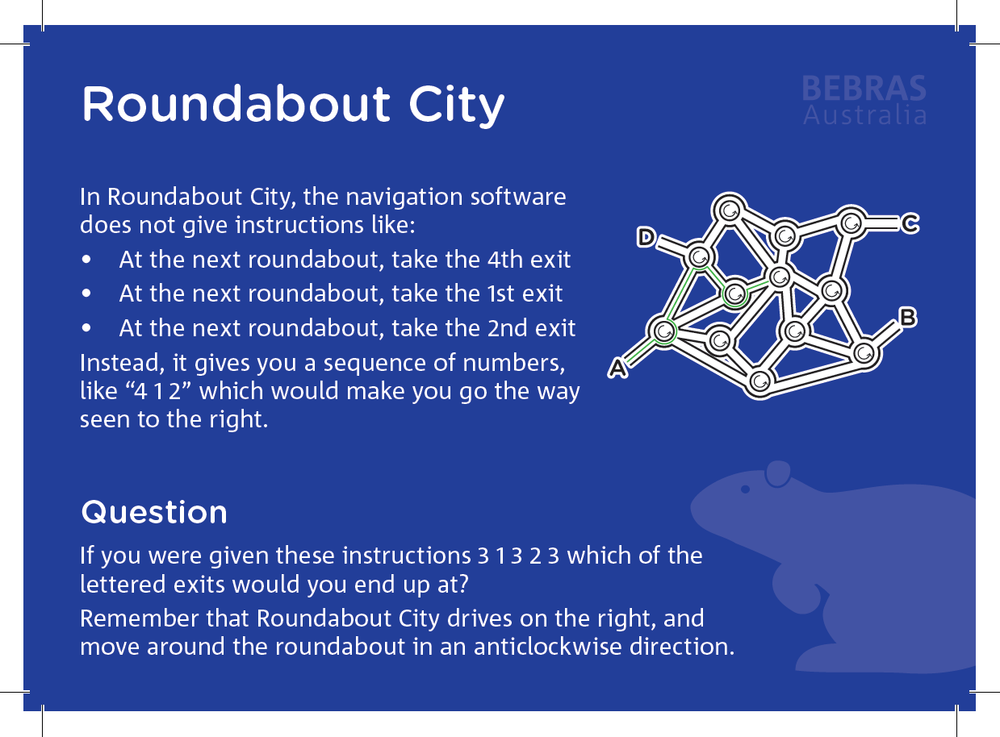 Roundabout City
BEBRAS
Australia
In Roundabout City, the navigation software
does not give instructions like:
• At the next roundabout, take the 4th exit
• At the next roundabout, take the 1st exit
• At the next roundabout, take the 2nd exit
Instead, it gives you a sequence of numbers,
like “4 1 2” which would make you go the way
seen to the right.
D
C
B
A
Question
If you were given these instructions 3 1 3 2 3 which of the
lettered exits would you end up at?
Remember that Roundabout City drives on the right, and
move around the roundabout in an anticlockwise direction.